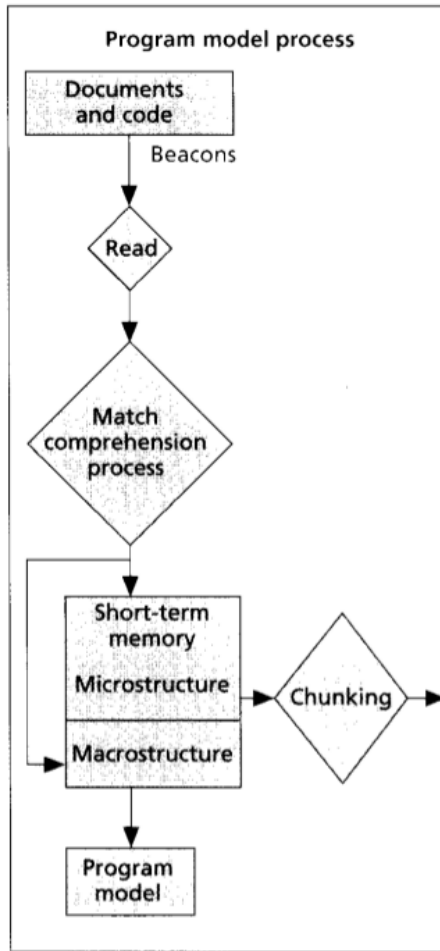 Program model process
Documents
and code
Beacons
Read
Match
comprehension
process
Short-term
memory
Microstructure
Chunking
Macrostructure
Program
model